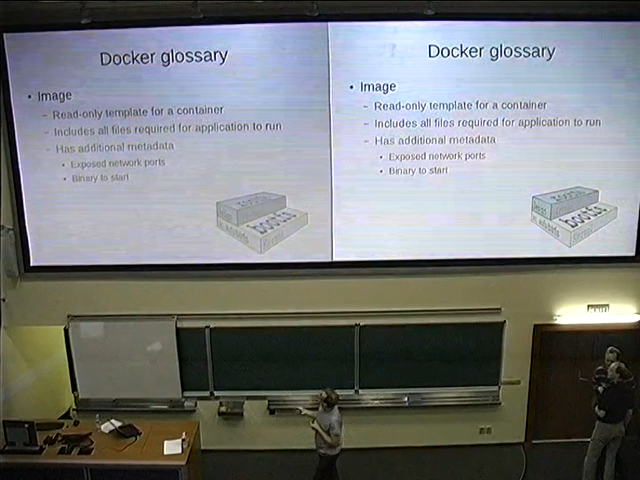 Docker glossary
• Image
– Read-only template for a container
– Includes all files required for application to run
– Has additional metadata
• Exposed network ports
• Binary to start
bootfs
Docker glossary
• Image
– Read-only template for a container
– Includes all files required for application to run
– Has additional metadata
• Exposed network ports
• Binary to start
bootfs